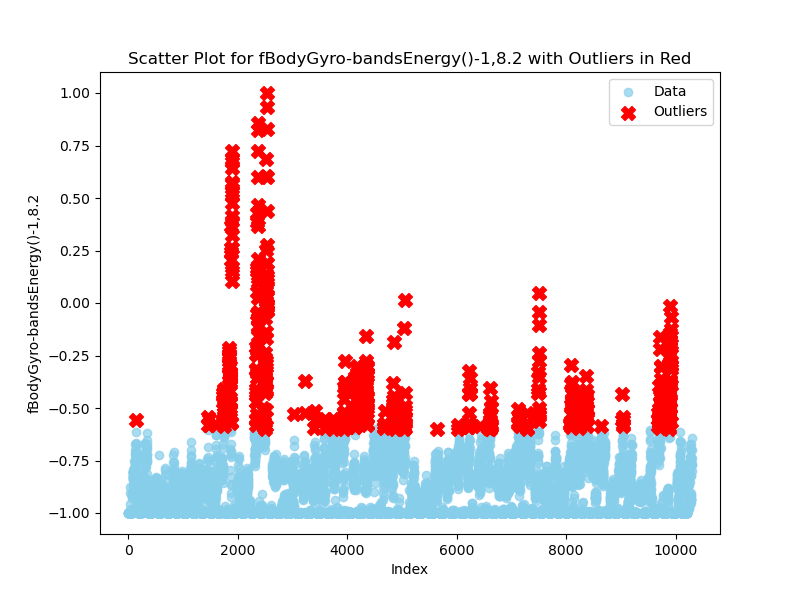 Scatter Plot for fBodyGyro-bandsEnergy()-1,8.2 with Outliers in Red
Data
Outliers
1.00
0.75
0.50
0.25
0.00
−0.25
−0.50
−0.75
−1.00
fBodyGyro-bandsEnergy()-1,8.2
0 2000 4000 6000 8000 10000
Index